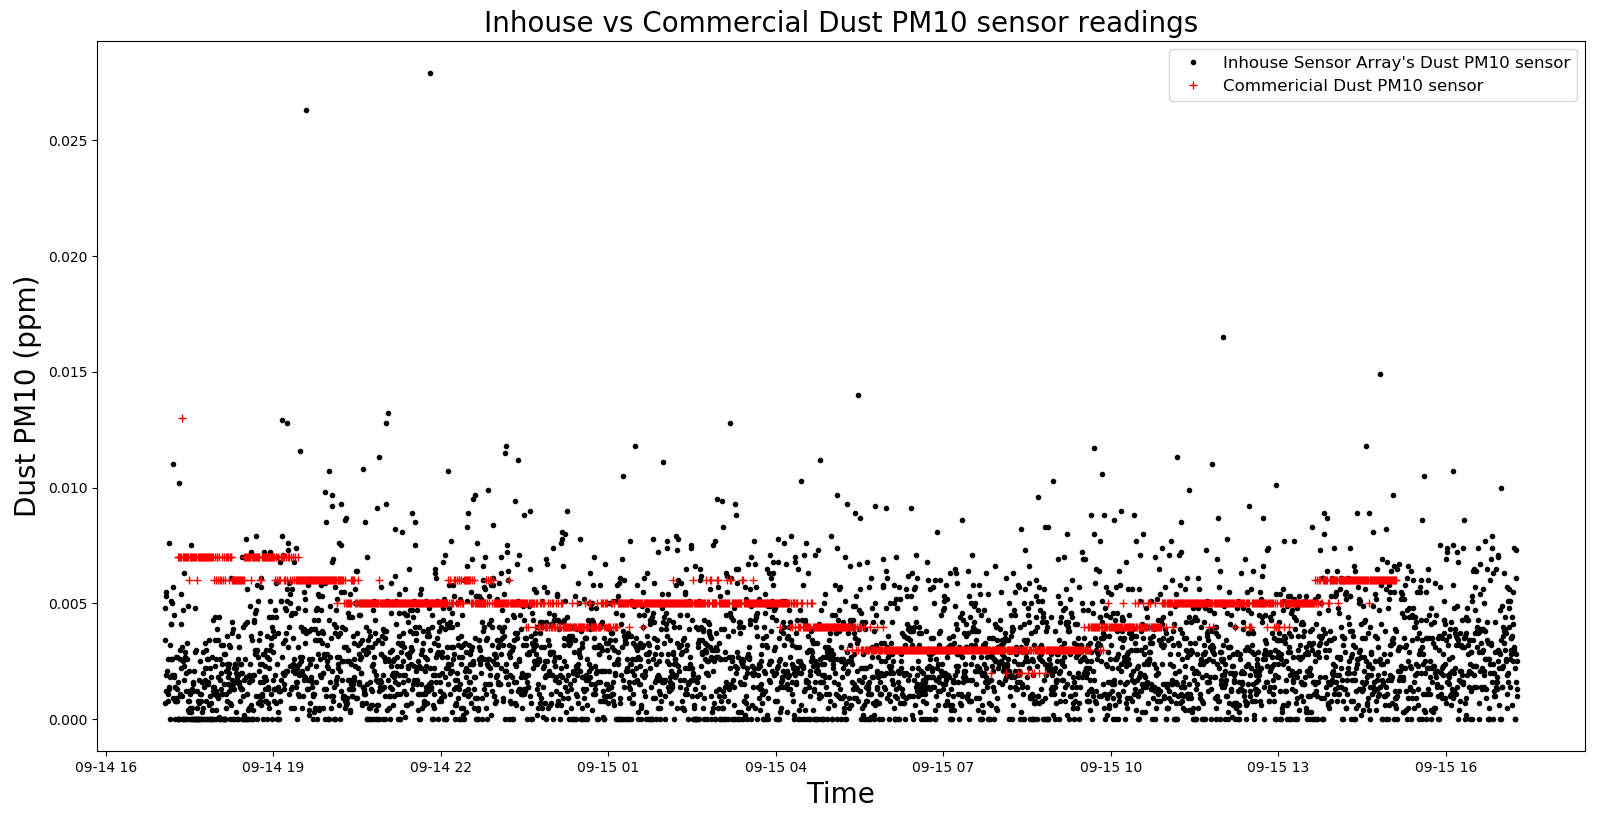 Inhouse vs Commercial Dust PM10 sensor readings
Inhouse Sensor Array's Dust PM10 sensor
Commericial Dust PM10 sensor
Dust PM10 (ppm)
0.025
0.020
0.015
0.010
0.005
0.000
09-14 16 09-14 19 09-14 22 09-15 01 09-15 04 09-15 07 09-15 10 09-15 13 09-15 16
Time